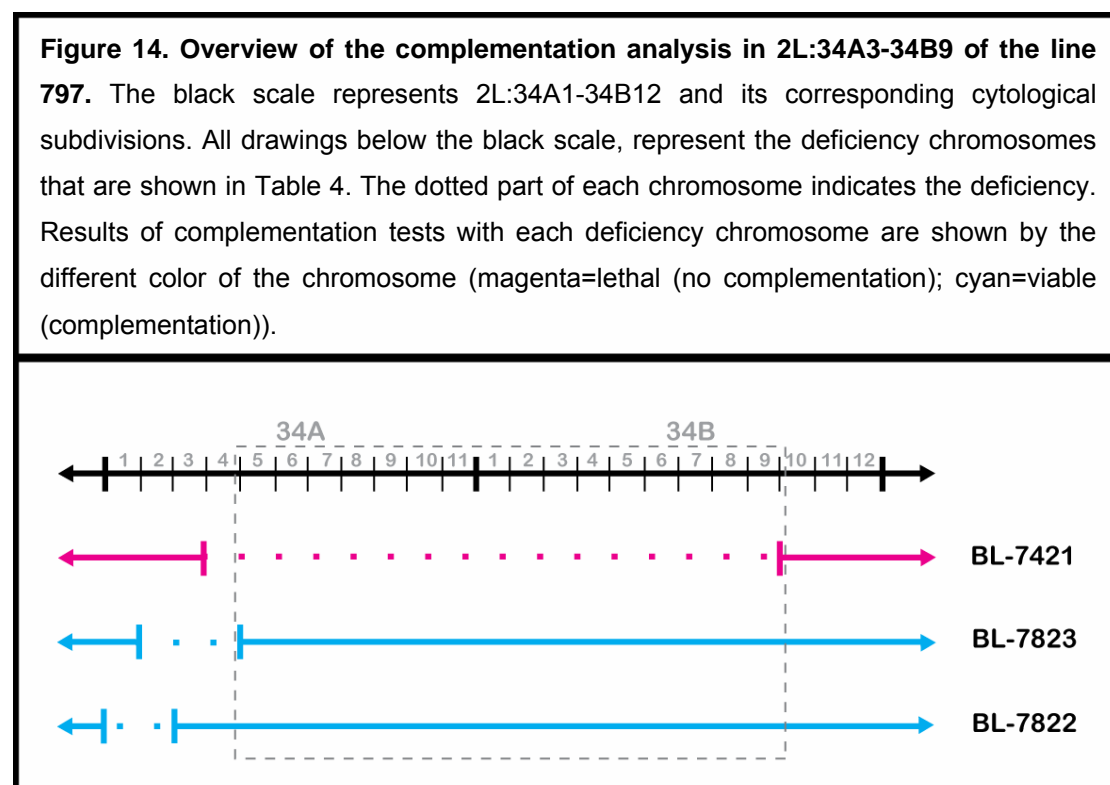 Figure 14. Overview of the complementation analysis in 2L:34A3-34B9 of the line
797. The black scale represents 2L:34A1-34B12 and its corresponding cytological
subdivisions. All drawings below the black scale, represent the deficiency chromosomes
that are shown in Table 4. The dotted part of each chromosome indicates the deficiency.
Results of complementation tests with each deficiency chromosome are shown by the
different color of the chromosome (magenta=lethal (no complementation); cyan=viable
(complementation)).
34A 34B
1 2 3 4 5 6 7 8 9 10 11 1 2 3 4 5 6 7 8 9 10 11 12
BL-7421
BL-7823
BL-7822